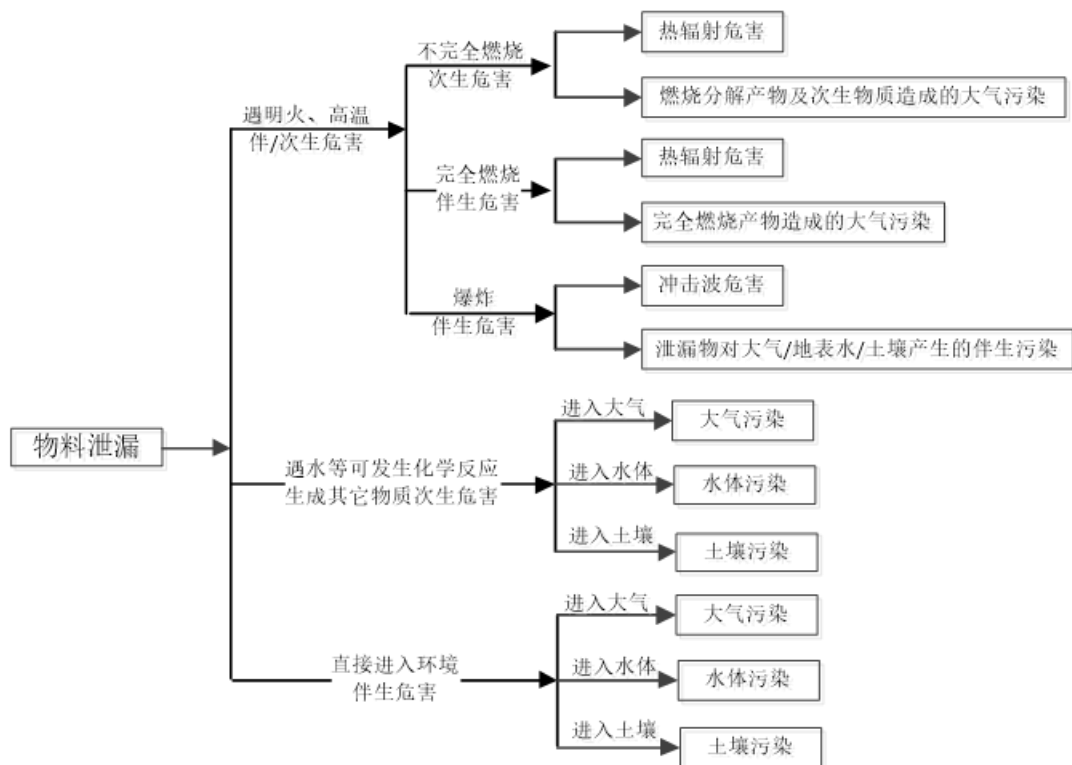 不完全燃烧
次生危害
热辐射危害
燃烧分解产物及次生物质造成的大气污染
遇明火、高温
伴/次生危害
完全燃烧
伴生危害
热辐射危害
完全燃烧产物造成的大气污染
爆炸
伴生危害
冲击波危害
泄漏物对大气/地表水/土壤产生的伴生污染
物料泄漏
遇水等可发生化学反应
生成其它物质次生危害
进入大气
大气污染
进入水体
水体污染
进入土壤
土壤污染
直接进入环境
伴生危害
进入大气
大气污染
进入水体
水体污染
进入土壤
土壤污染